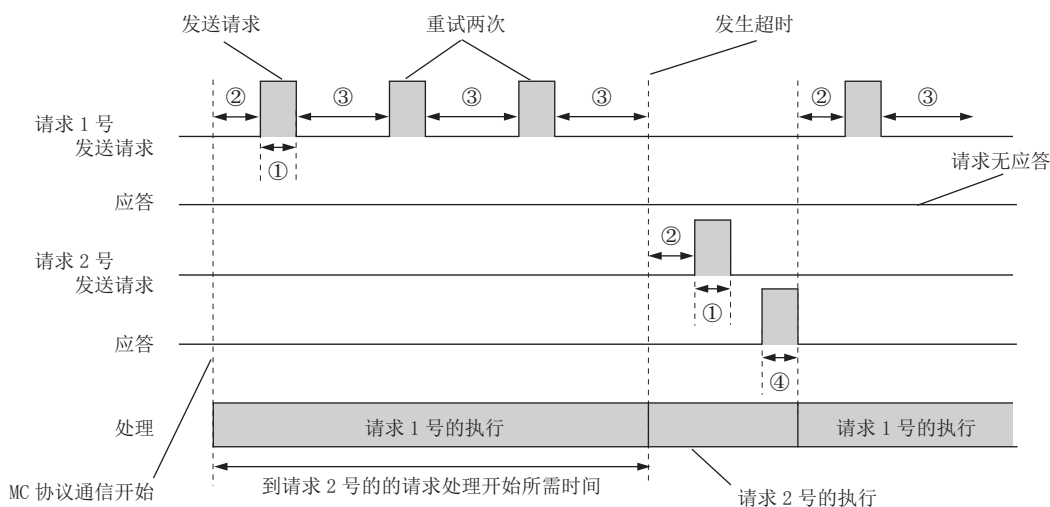 发送请求 重试两次 发生超时
② ③ ③ ③ ② ③
请求 1 号
发送请求
①
请求无应答
应答
②
请求 2 号
发送请求
①
应答
④
处理 请求 1 号的执行 请求 1 号的执行
到请求 2 号的的请求处理开始所需时间
MC 协议通信开始
请求 2 号的执行